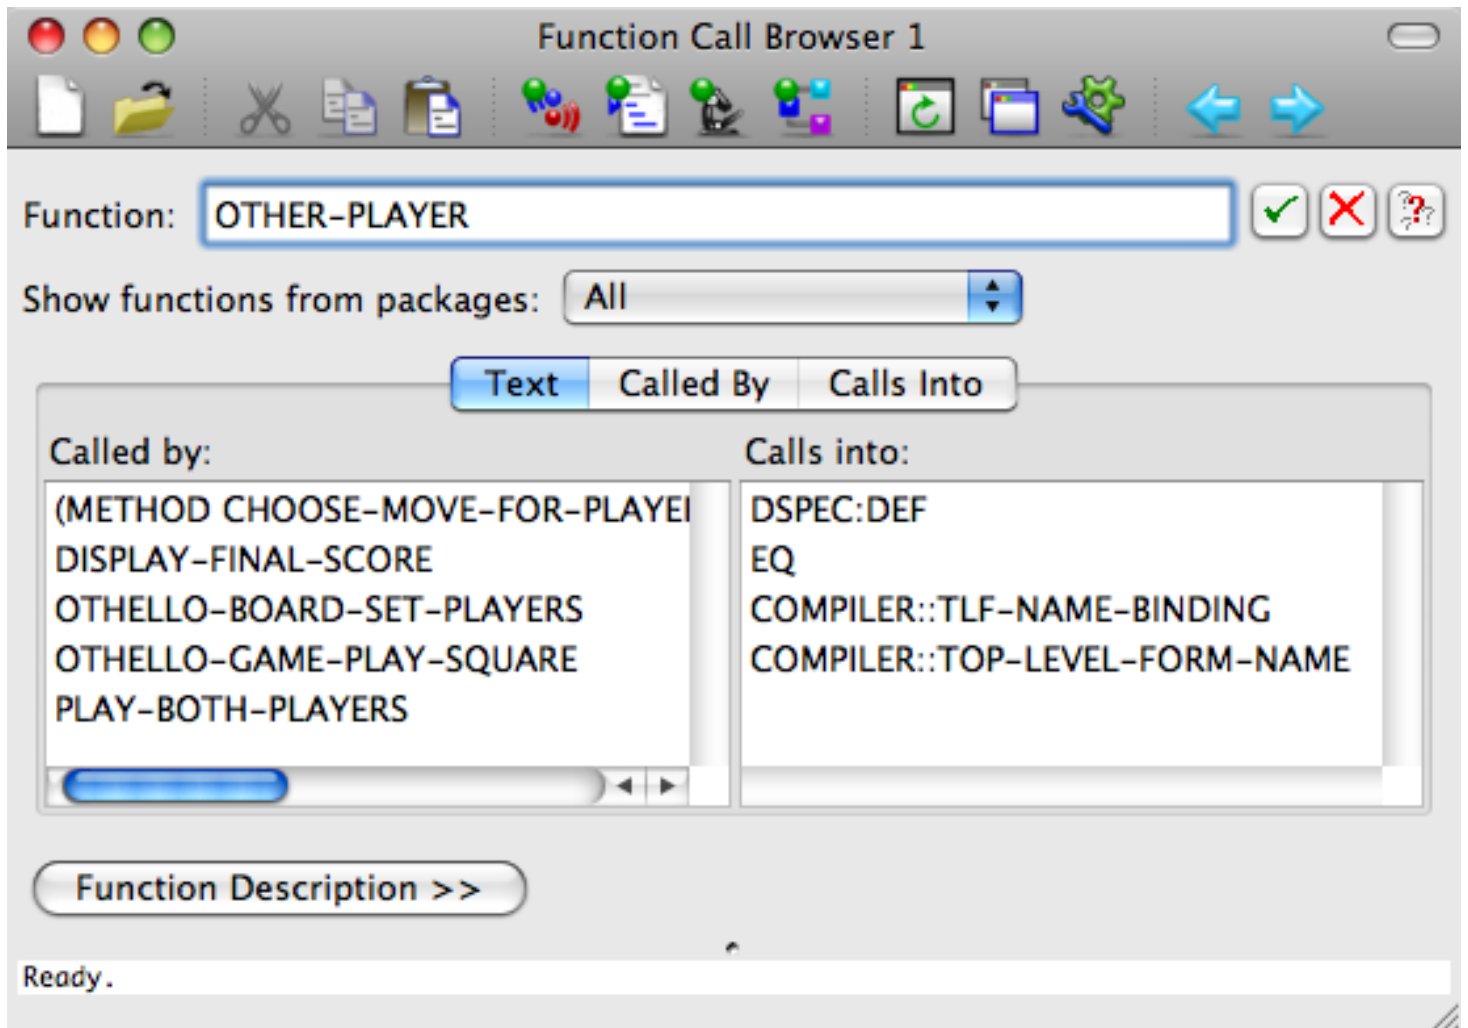 Function Call Browser 1
Function: OTHER-PLAYER
Show functions from packages: All
Text Called By Calls Into
Called by:
(METHOD CHOOSE-MOVE-FOR-PLAYE
DISPLAY-FINAL-SCORE
OTHELLO-BOARD-SET-PLAYERS
OTHELLO-GAME-PLAY-SQUARE
PLAY-BOTH-PLAYERS
Calls into:
DSPEC:DEF
EQ
COMPILER::TLF-NAME-BINDING
COMPILER::TOP-LEVEL-FORM-NAME
Function Description >>
Ready.